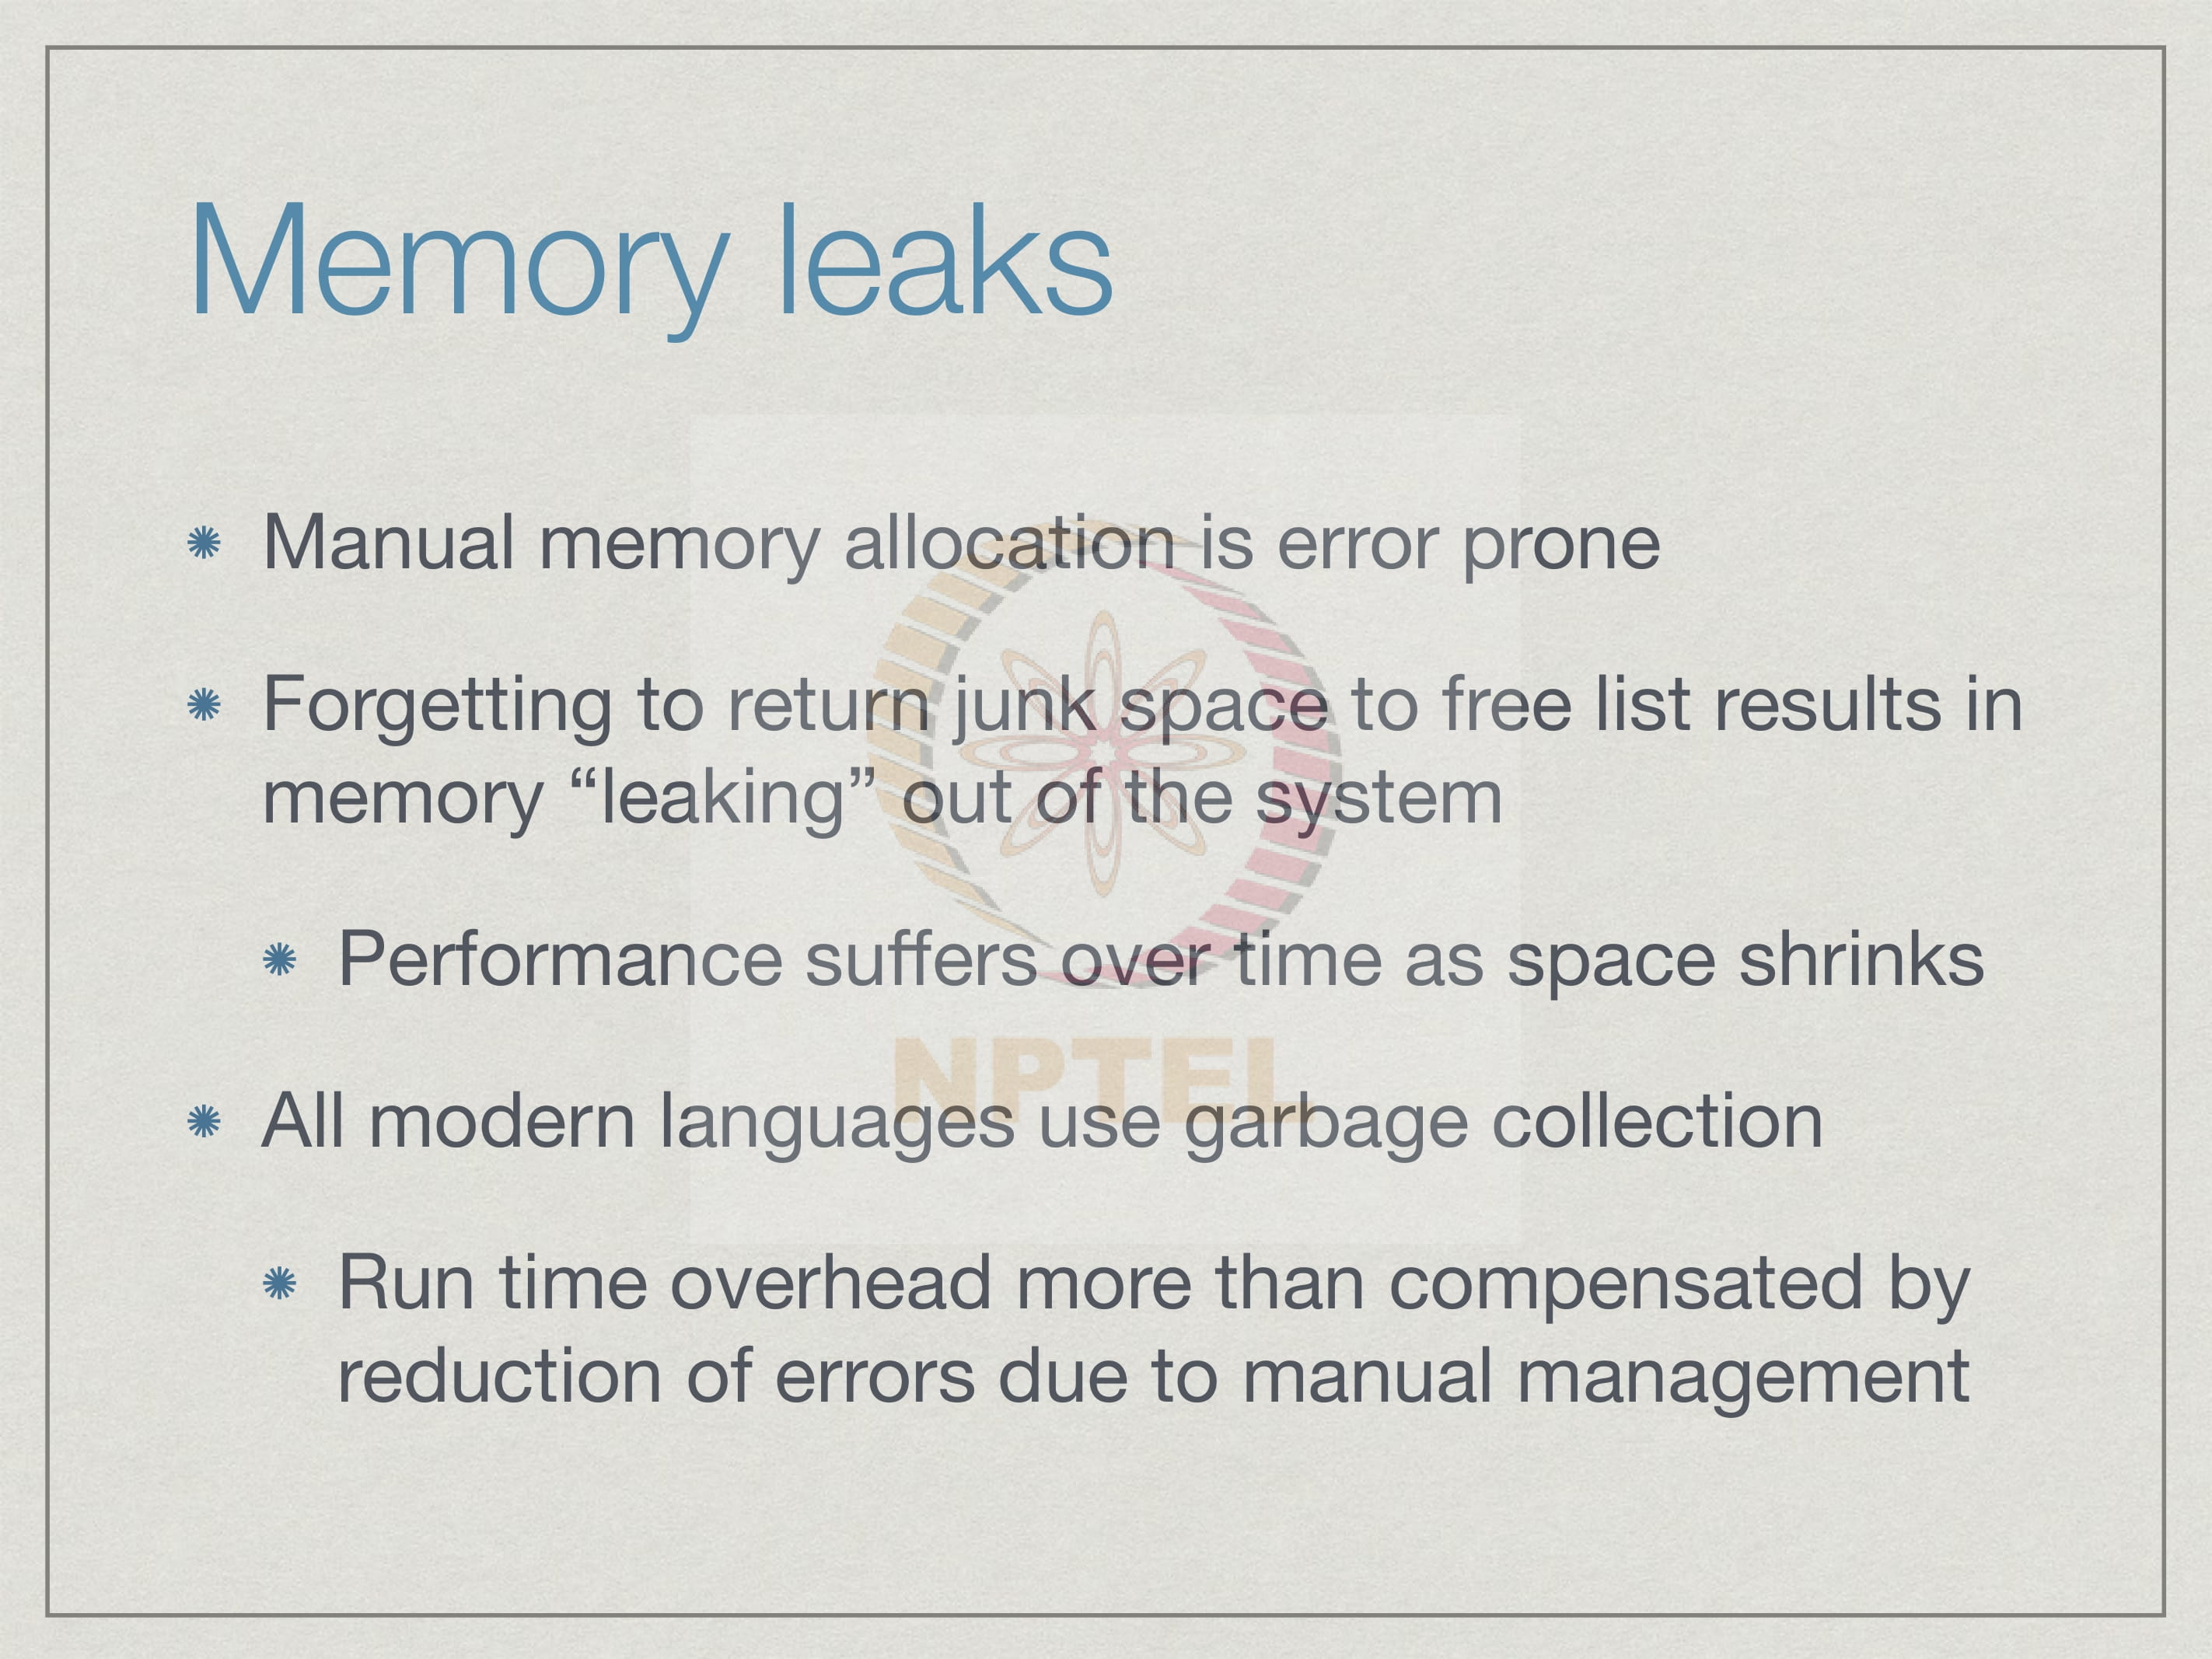 Memory leaks
Manual memory allocation is error prone
Forgetting to return junk space to free list results in
memory “leaking” out of the system
Performance suffers over time as space shrinks
NPTEL
All modern languages use garbage collection
Run time overhead more than compensated by
reduction of errors due to manual management